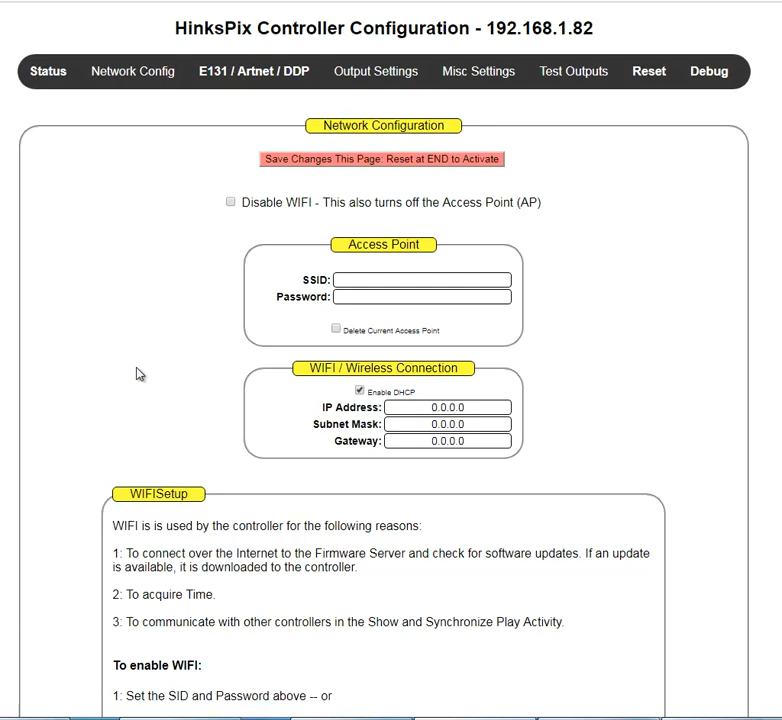 HinksPix Controller Configuration - 192.168.1.82
Status Network Config E131 / Artnet / DDP Output Settings Misc Settings Test Outputs Reset Debug
Network Configuration
Save Changes This Page: Reset at END to Activate
Disable WIFI - This also turns off the Access Point (AP)
Access Point
SSID:
Password:
Delete Current Access Point
WIFI / Wireless Connection
Enable DHCP
IP Address: 0.0.0.0
Subnet Mask: 0.0.0.0
Gateway: 0.0.0.0
WIFISetup
WIFI is is used by the controller for the following reasons:
1: To connect over the Internet to the Firmware Server and check for software updates. If an update
is available, it is downloaded to the controller.
2: To acquire Time.
3: To communicate with other controllers in the Show and Synchronize Play Activity.
To enable WIFI:
1: Set the SID and Password above -- or